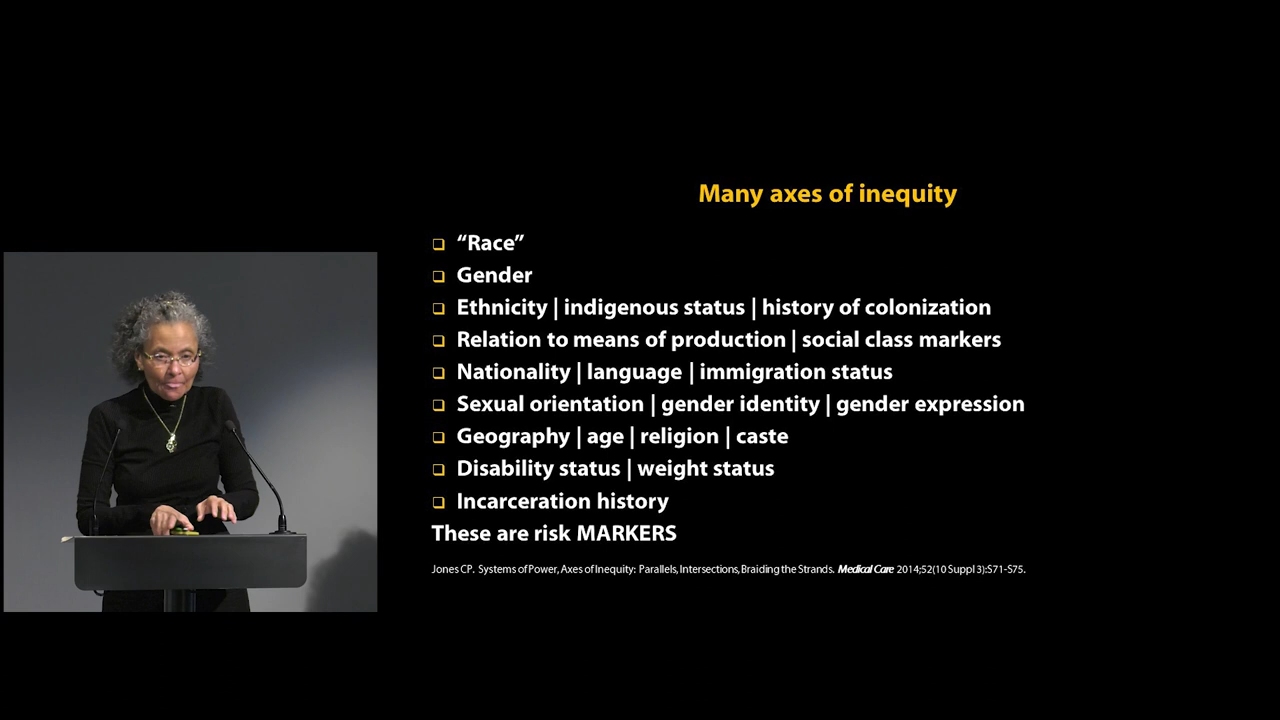 Many axes of inequity
❑ “Race”
❑ Gender
❑ Ethnicity | indigenous status | history of colonization
❑ Relation to means of production | social class markers
❑ Nationality | language | immigration status
❑ Sexual orientation | gender identity | gender expression
❑ Geography | age | religion | caste
❑ Disability status | weight status
❑ Incarceration history
These are risk MARKERS
Jones CP. Systems of Power, Axes of Inequity: Parallels, Intersections, Braiding the Strands. Medical Care 2014;52(10 Suppl 3):S71-S75.